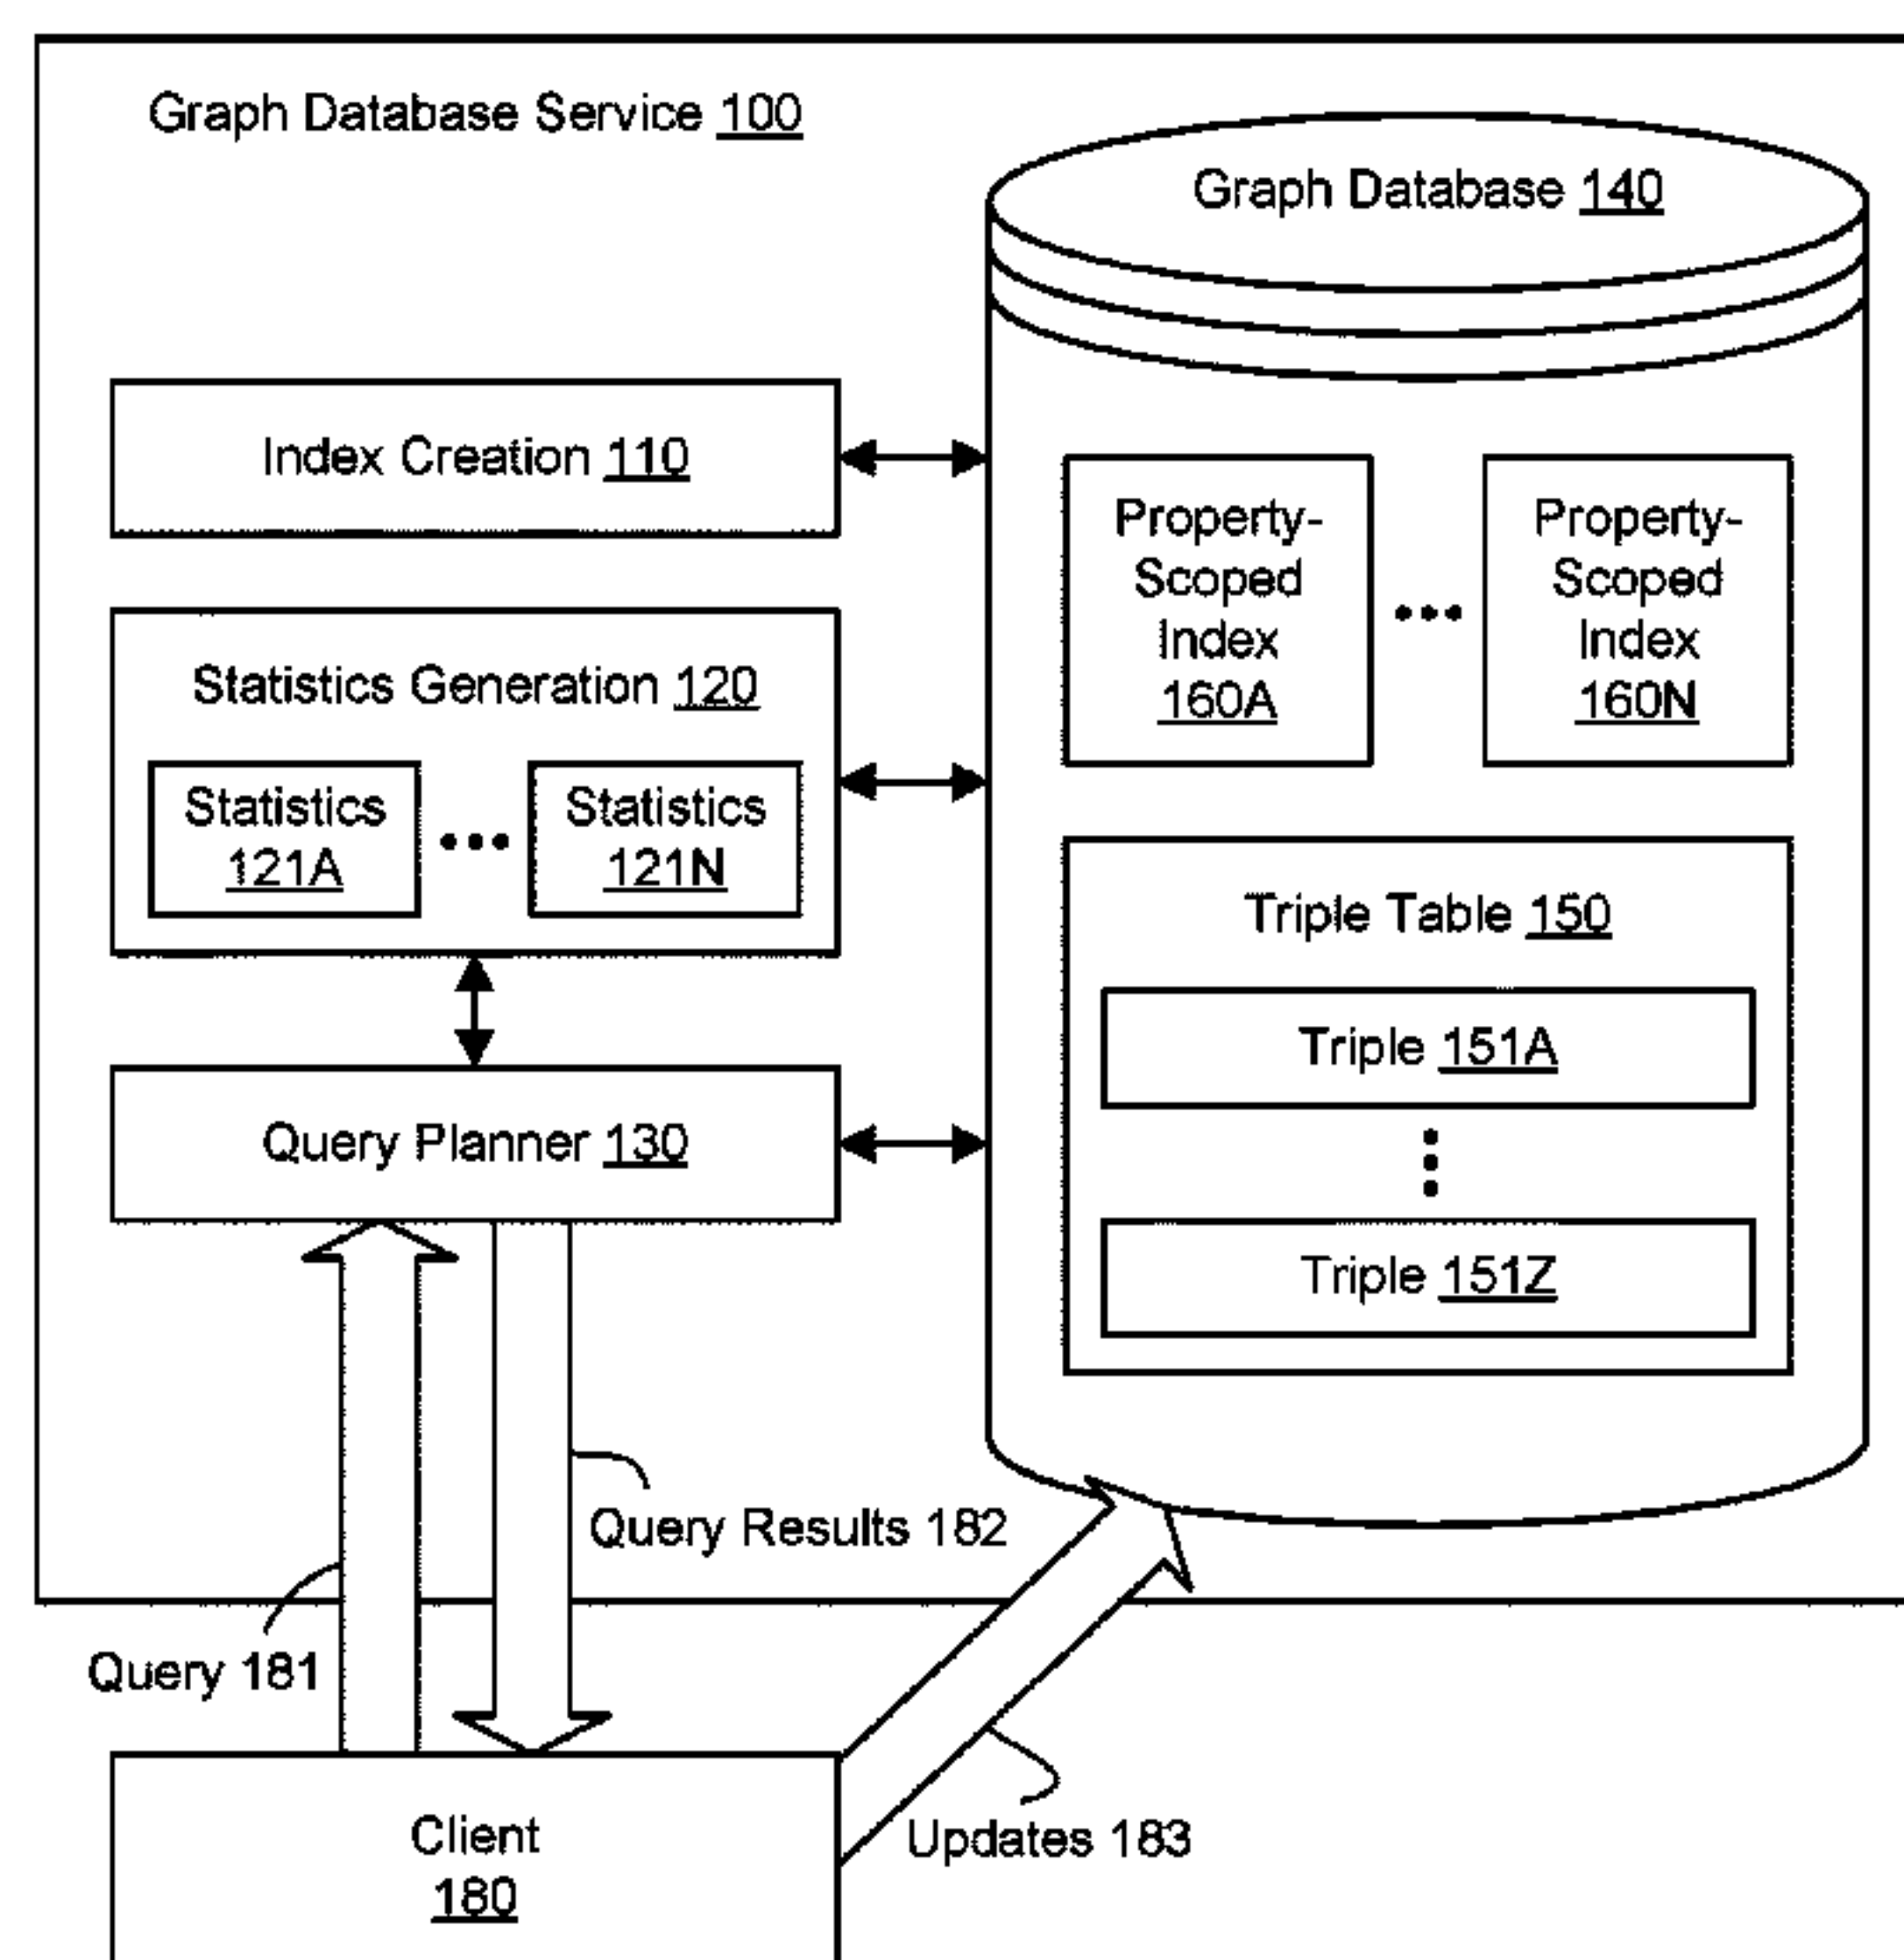 Graph Database Service 100
Graph Database 140
Index Creation 110
Property-
Scoped
Index
160A
Property-
Scoped
Index
160N
Statistics Generation 120
Statistics
121A
Statistics
121N
Triple Table 150
Triple 151A
Query Planner 130
Triple 151Z
Query Results 182
Query 181
Client
180
Updates 183